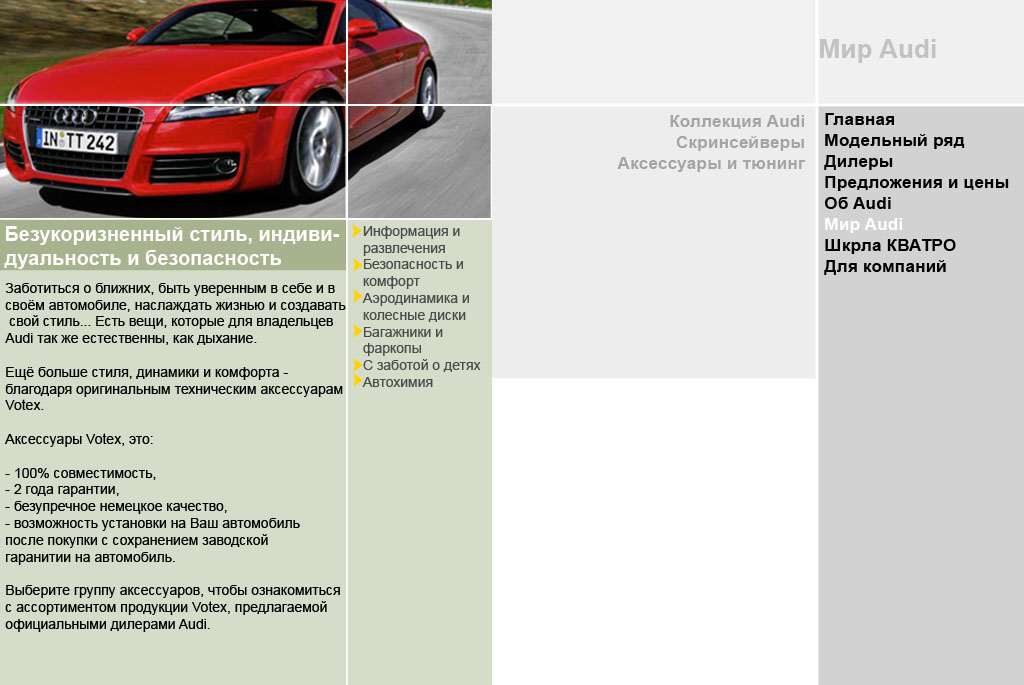 IN TT 242
Безукоризненный стиль, индиви-
дуальность и безопасность
Заботиться о ближних, быть уверенным в себе и в
своём автомобиле, наслаждать жизнью и создавать
свой стиль... Есть вещи, которые для владельцев
Audi так же естественны, как дыхание.
Ещё больше стиля, динамики и комфорта -
благодаря оригинальным техническим аксессуарам
Votex.
Аксессуары Votex, это:
- 100% совместимость,
- 2 года гарантии,
- безупречное немецкое качество,
- возможность установки на Ваш автомобиль
после покупки с сохранением заводской
гаранитии на автомобиль.
Выберите группу аксессуаров, чтобы ознакомиться
с ассортиментом продукции Votex, предлагаемой
официальными дилерами Audi.
Информация и
развлечения
Безопасность и
комфорт
Аэродинамика и
колесные диски
Багажники и
фаркопы
С заботой о детях
Автохимия
Коллекция Audi
Скринсейверы
Аксессуары и тюнинг
Мир Audi
Главная
Модельный ряд
Дилеры
Предложения и цены
Об Audi
Мир Audi
Шкрла КВАТРО
Для компаний